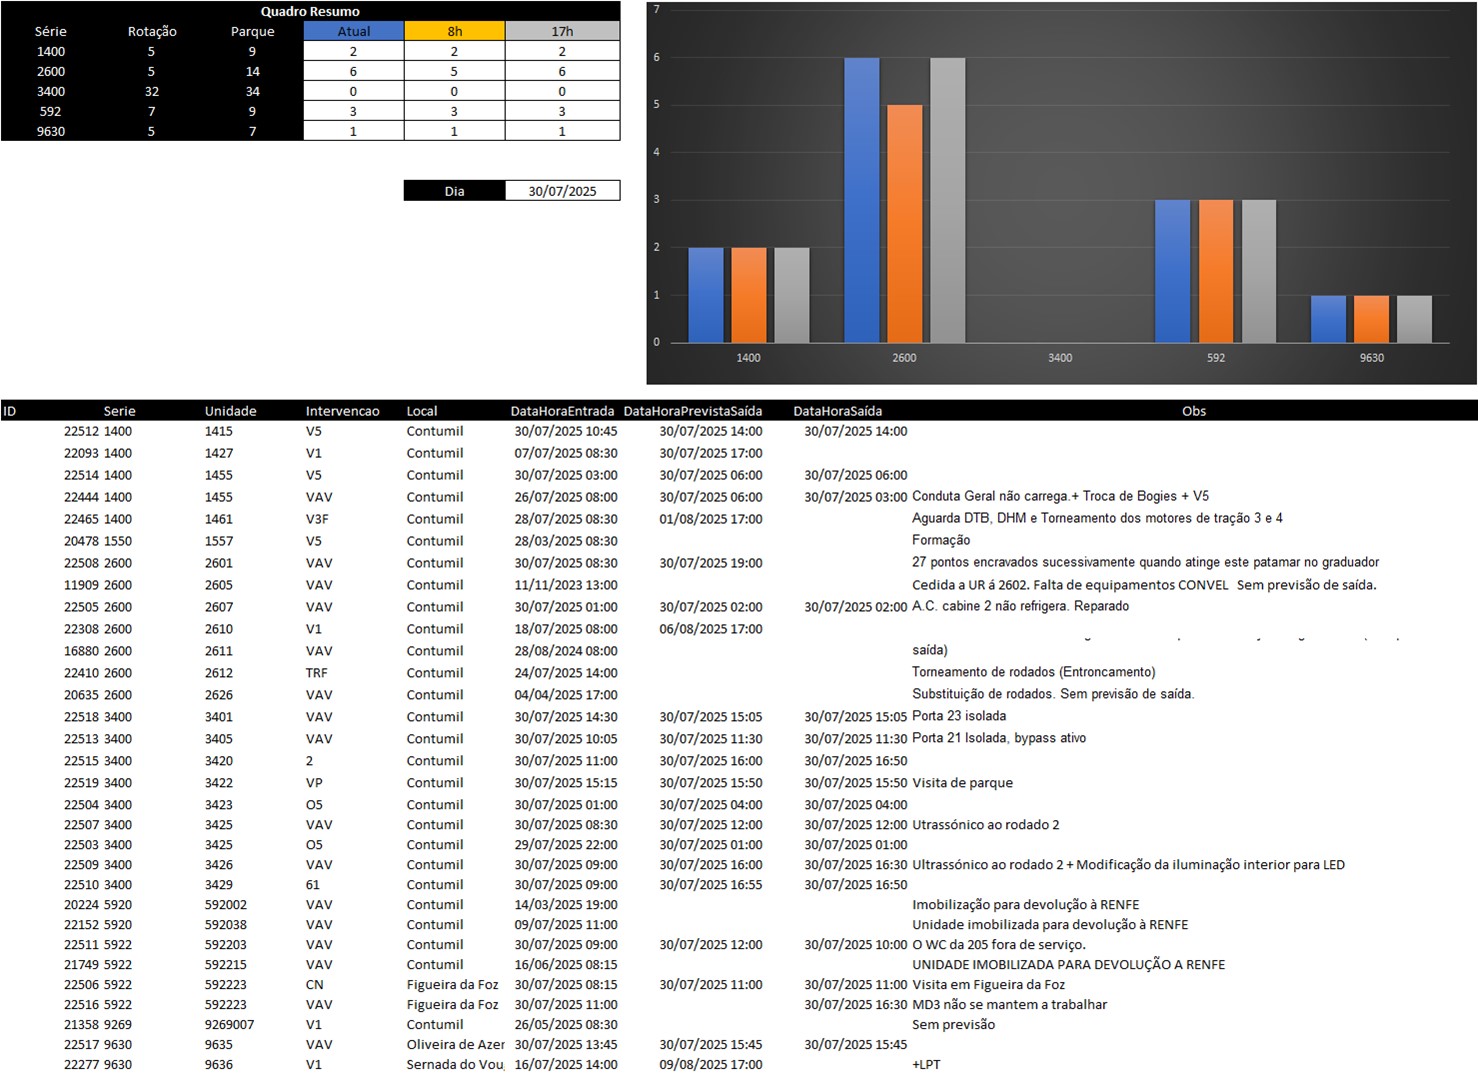 Quadro Resumo
Série Rotação Parque Atual 8h 17h
1400 5 9 2 2 2
2600 5 14 6 5 6
3400 32 34 0 0 0
592 7 9 3 3 3
9630 5 7 1 1 1
Dia 30/07/2025
7
6
5
4
3
2
1
0
1400 2600 3400 592 9630
ID Serie Unidade Intervencao Local DataHoraEntrada DataHoraPrevistaSaída DataHoraSaída Obs
22512 1400 1415 V5 Contumil 30/07/2025 10:45 30/07/2025 14:00 30/07/2025 14:00
22093 1400 1427 V1 Contumil 07/07/2025 08:30 30/07/2025 17:00
22514 1400 1455 V5 Contumil 30/07/2025 03:00 30/07/2025 06:00 30/07/2025 06:00
22444 1400 1455 VAV Contumil 26/07/2025 08:00 30/07/2025 06:00 30/07/2025 03:00 Conduta Geral não carrega.+ Troca de Bogies + V5
22465 1400 1461 V3F Contumil 28/07/2025 08:30 01/08/2025 17:00 Aguarda DTB, DHM e Torneamento dos motores de tração 3 e 4
20478 1550 1557 V5 Contumil 28/03/2025 08:30 Formação
22508 2600 2601 VAV Contumil 30/07/2025 08:30 30/07/2025 19:00 27 pontos encravados sucessivamente quando atinge este patamar no graduador
11909 2600 2605 VAV Contumil 11/11/2023 13:00 Cedida a UR á 2602. Falta de equipamentos CONVEL Sem previsão de saída.
22505 2600 2607 VAV Contumil 30/07/2025 01:00 30/07/2025 02:00 30/07/2025 02:00 A.C. cabine 2 não refrigera. Reparado
22308 2600 2610 V1 Contumil 18/07/2025 08:00 06/08/2025 17:00
16880 2600 2611 VAV Contumil 28/08/2024 08:00 saída)
22410 2600 2612 TRF Contumil 24/07/2025 14:00 Torneamento de rodados (Entroncamento)
20635 2600 2626 VAV Contumil 04/04/2025 17:00 Substituição de rodados. Sem previsão de saída.
22518 3400 3401 VAV Contumil 30/07/2025 14:30 30/07/2025 15:05 30/07/2025 15:05 Porta 23 isolada
22513 3400 3405 VAV Contumil 30/07/2025 10:05 30/07/2025 11:30 30/07/2025 11:30 Porta 21 Isolada, bypass ativo
22515 3400 3420 2 Contumil 30/07/2025 11:00 30/07/2025 16:00 30/07/2025 16:50
22519 3400 3422 VP Contumil 30/07/2025 15:15 30/07/2025 15:50 30/07/2025 15:50 Visita de parque
22504 3400 3423 O5 Contumil 30/07/2025 01:00 30/07/2025 04:00 30/07/2025 04:00
22507 3400 3425 VAV Contumil 30/07/2025 08:30 30/07/2025 12:00 30/07/2025 12:00 Utrassónico ao rodado 2
22503 3400 3425 O5 Contumil 29/07/2025 22:00 30/07/2025 01:00 30/07/2025 01:00
22509 3400 3426 VAV Contumil 30/07/2025 09:00 30/07/2025 16:00 30/07/2025 16:30 Ultrassónico ao rodado 2 + Modificação da iluminação interior para LED
22510 3400 3429 61 Contumil 30/07/2025 09:00 30/07/2025 16:55 30/07/2025 16:50
20224 5920 592002 VAV Contumil 14/03/2025 19:00 Imobilização para devolução à RENFE
22152 5920 592038 VAV Contumil 09/07/2025 11:00 Unidade imobilizada para devolução à RENFE
22511 5922 592203 VAV Contumil 30/07/2025 09:00 30/07/2025 12:00 30/07/2025 10:00 O WC da 205 fora de serviço.
21749 5922 592215 VAV Contumil 16/06/2025 08:15 UNIDADE IMOBILIZADA PARA DEVOLUÇÃO A RENFE
22506 5922 592223 CN Figueira da Foz 30/07/2025 08:15 30/07/2025 11:00 30/07/2025 11:00 Visita em Figueira da Foz
22516 5922 592223 VAV Figueira da Foz 30/07/2025 11:00 30/07/2025 16:30 MD3 não se mantem a trabalhar
21358 9269 9269007 V1 Contumil 26/05/2025 08:30 Sem previsão
22517 9630 9635 VAV Oliveira de Azer 30/07/2025 13:45 30/07/2025 15:45 30/07/2025 15:45
22277 9630 9636 V1 Sernada do Vou 16/07/2025 14:00 09/08/2025 17:00 +LPT